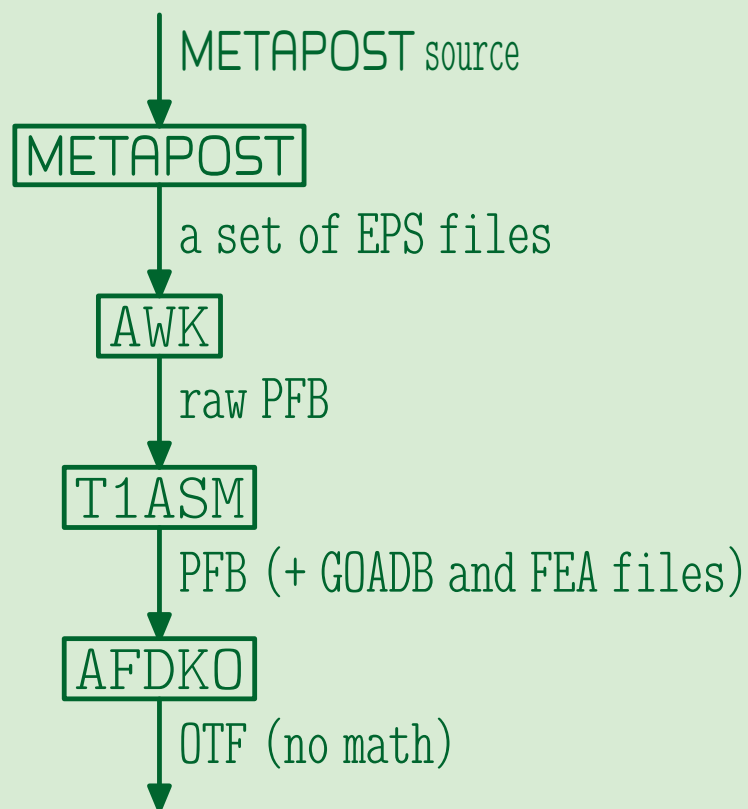 METAPOST source
METAPOST
a set of EPS files
AWK
raw PFB
T1ASM
PFB (+ GOADB and FEA files)
AFDKO
OTF (no math)